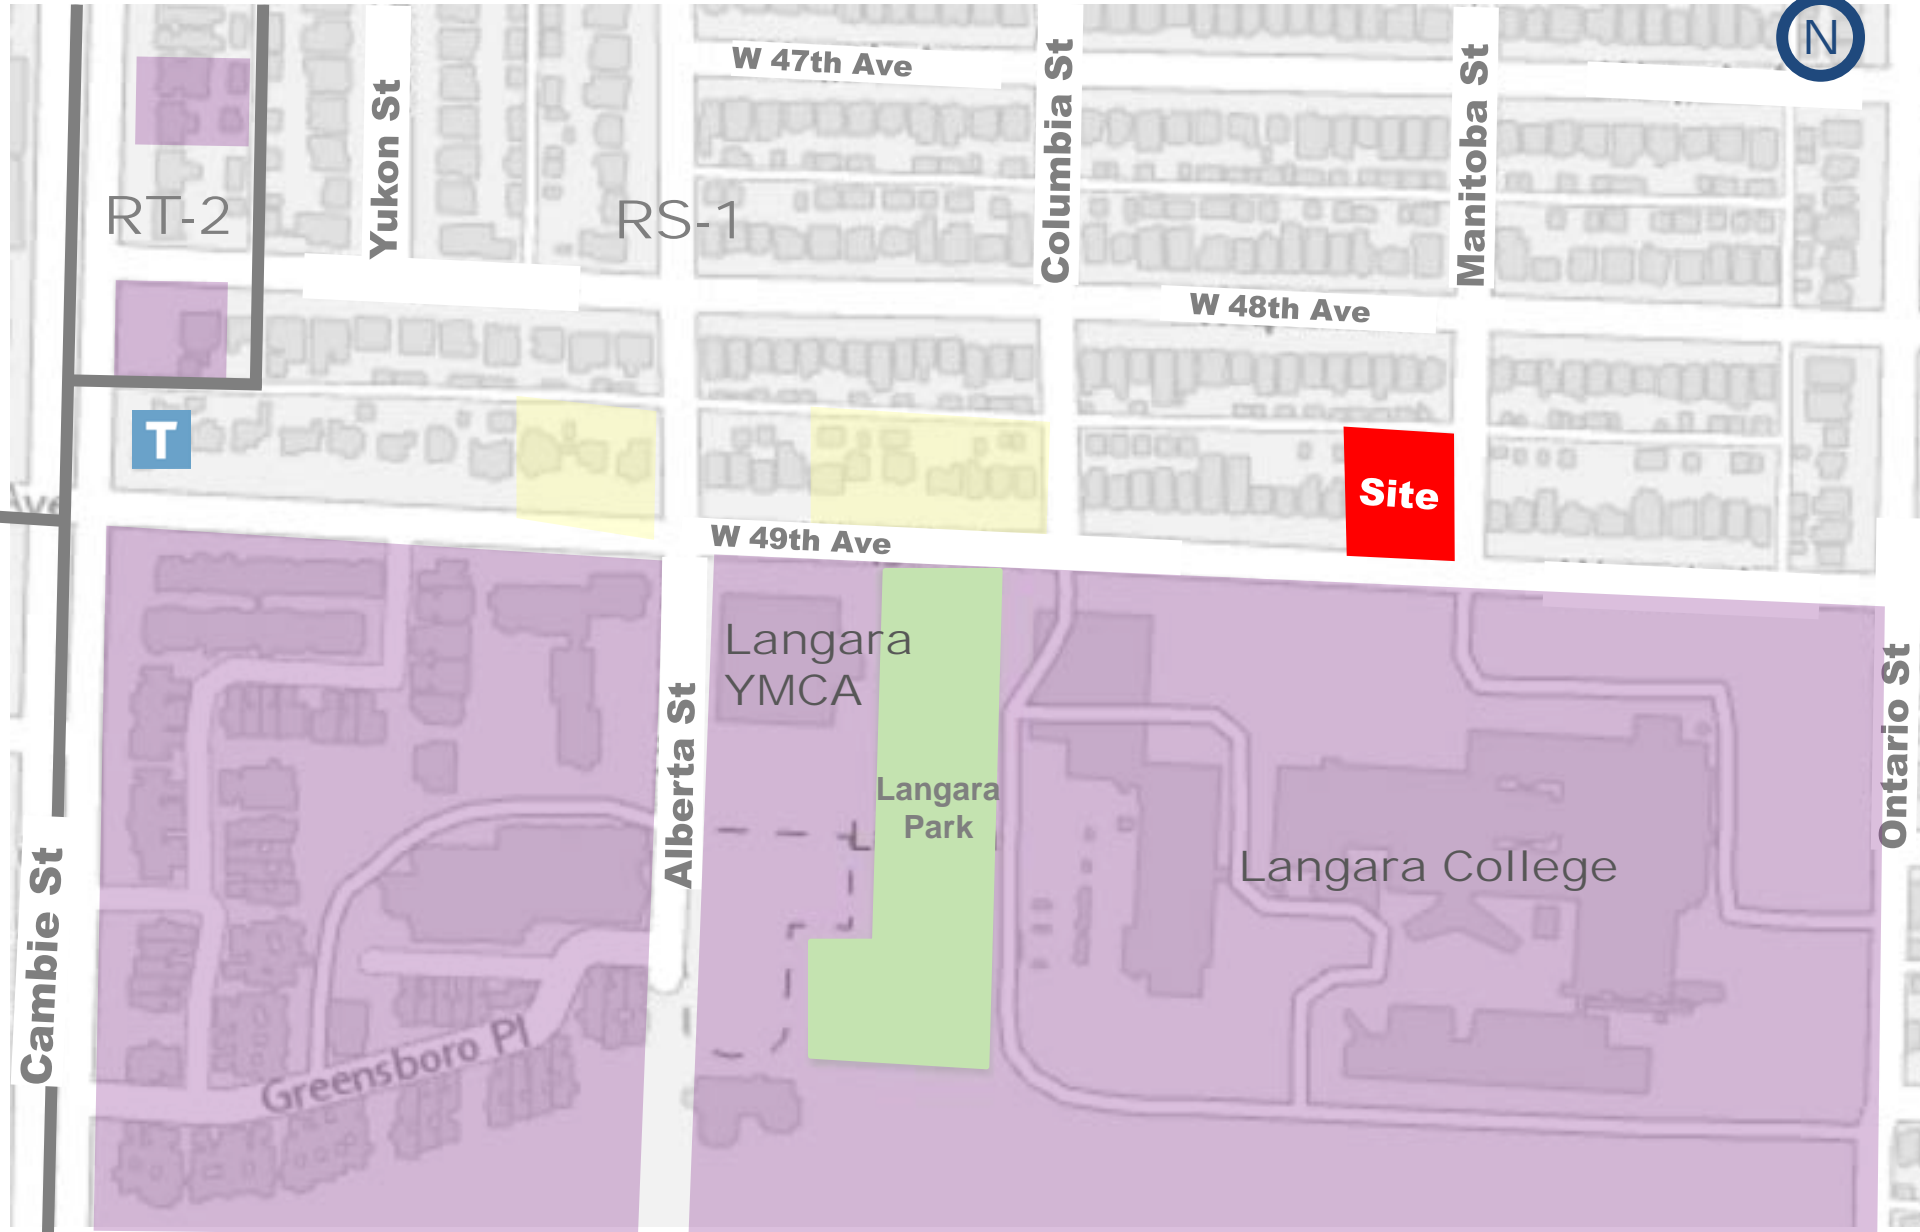 N
W 47th Ave
Yukon St
Columbia St
Manitoba St
RT-2
RS-1
W 48th Ave
T
Ave
Site
W 49th Ave
Langara
YMCA
Langara
Park
Alberta St
Langara College
Ontario St
Cambie St
Greensboro Pl